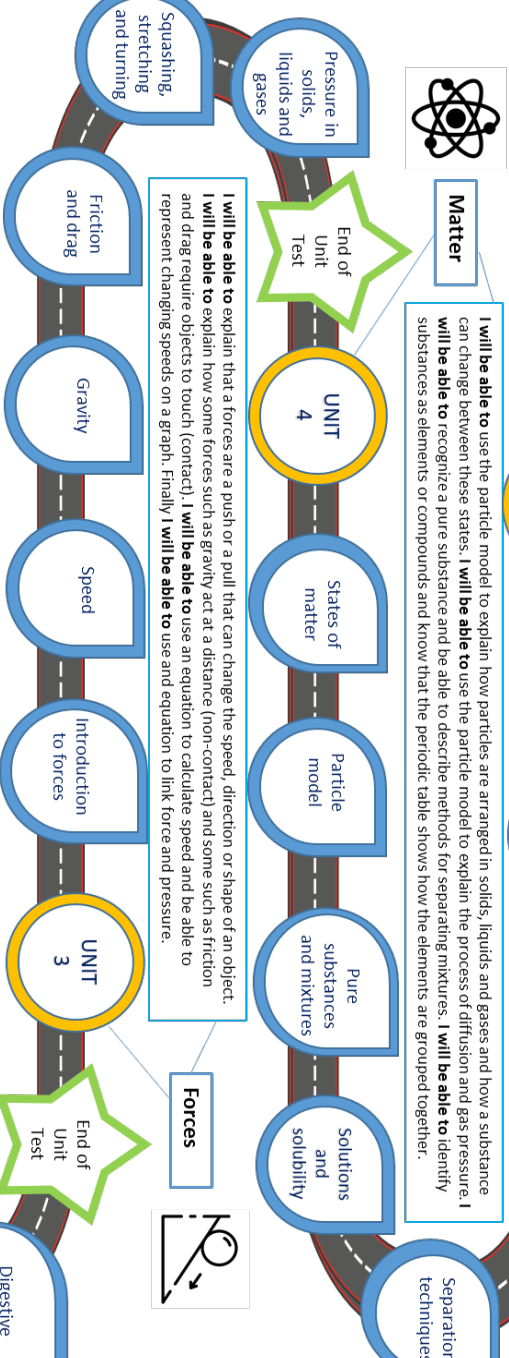 Matter
I will be able to use the particle model to explain how particles are arranged in solids, liquids and gases and how a substance
can change between these states. I will be able to use the particle model to explain the process of diffusion and gas pressure. I
will be able to recognize a pure substance and be able to describe methods for separating mixtures. I will be able to identify
substances as elements or compounds and know that the periodic table shows how the elements are grouped together.
Pressure in
solids,
liquids and
gases
End of
Unit
Test
UNIT
4
States of
matter
Particle
model
Pure
substances
and mixtures
Solutions
and
solubility
Separation
techniques
I will be able to explain that a forces are a push or a pull that can change the speed, direction or shape of an object.
I will be able to explain how some forces such as gravity act at a distance (non-contact) and some such as friction
and drag require objects to touch (contact). I will be able to use an equation to calculate speed and be able to
represent changing speeds on a graph. Finally I will be able to use and equation to link force and pressure.
Forces
Squashing,
stretching
and turning
Friction
and drag
Gravity
Speed
Introduction
to forces
UNIT
3
End of
Unit
Test
Digestive